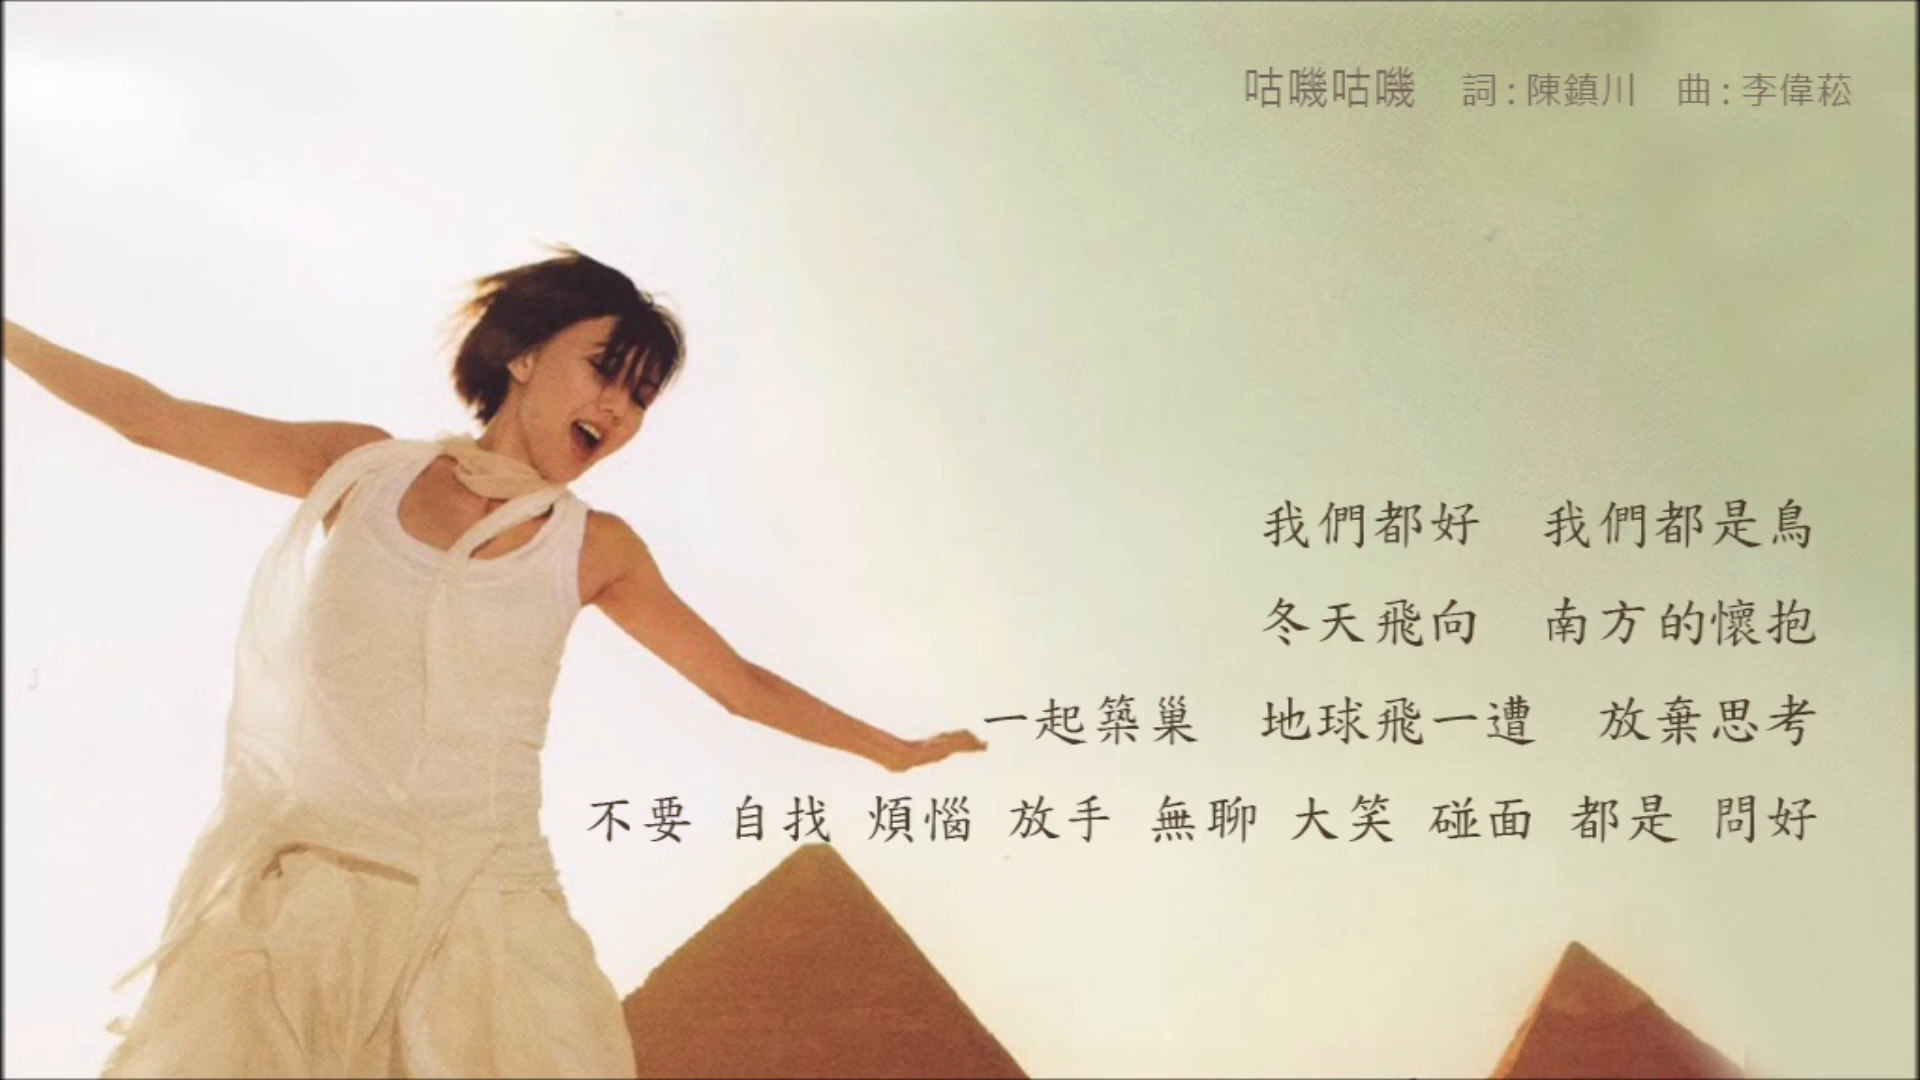 咕嘰咕嘰　詞:陳鎮川　曲:李偉菘
我們都好　我們都是鳥
冬天飛向　南方的懷抱
一起築巢　地球飛一遭　放棄思考
不要 自找 煩惱 放手 無聊 大笑 碰面 都是 問好